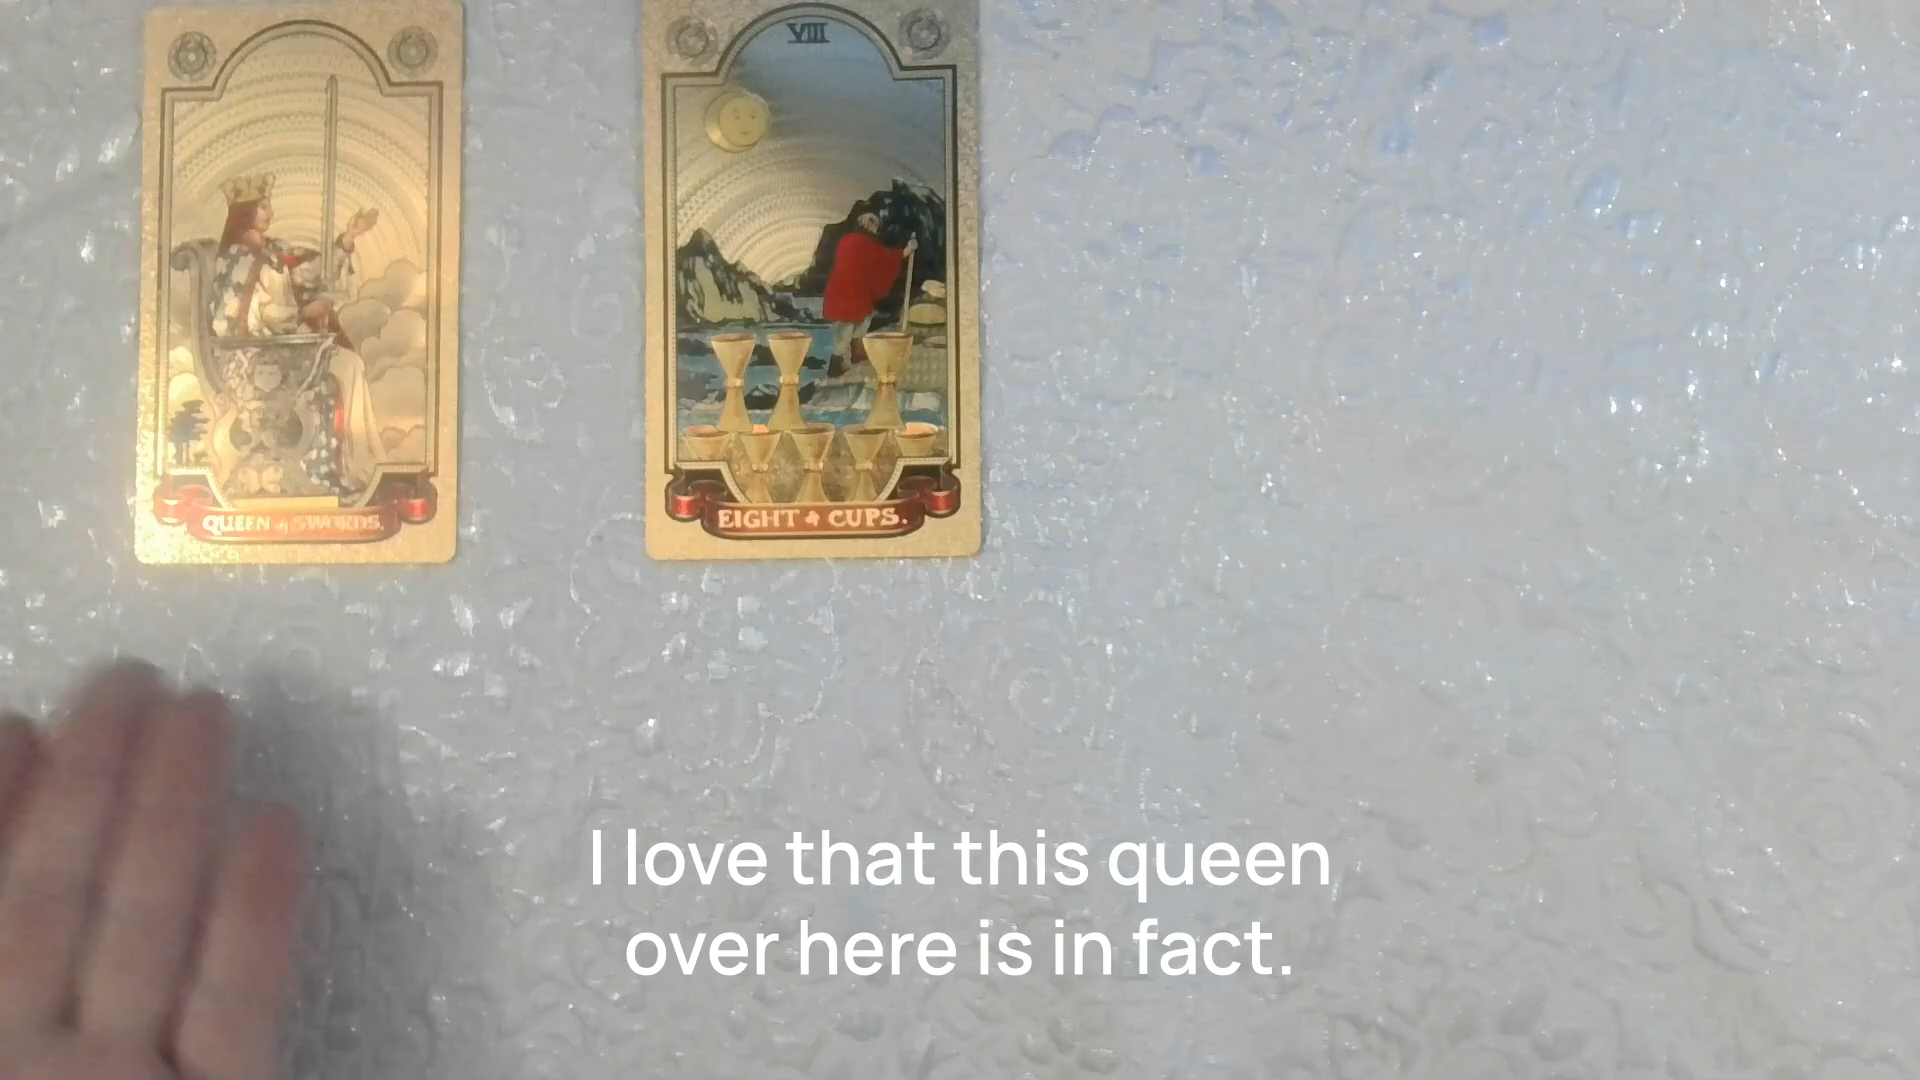 VIII
QUEEN of SWORDS.
EIGHT of CUPS.
I love that this queen
over here is in fact.